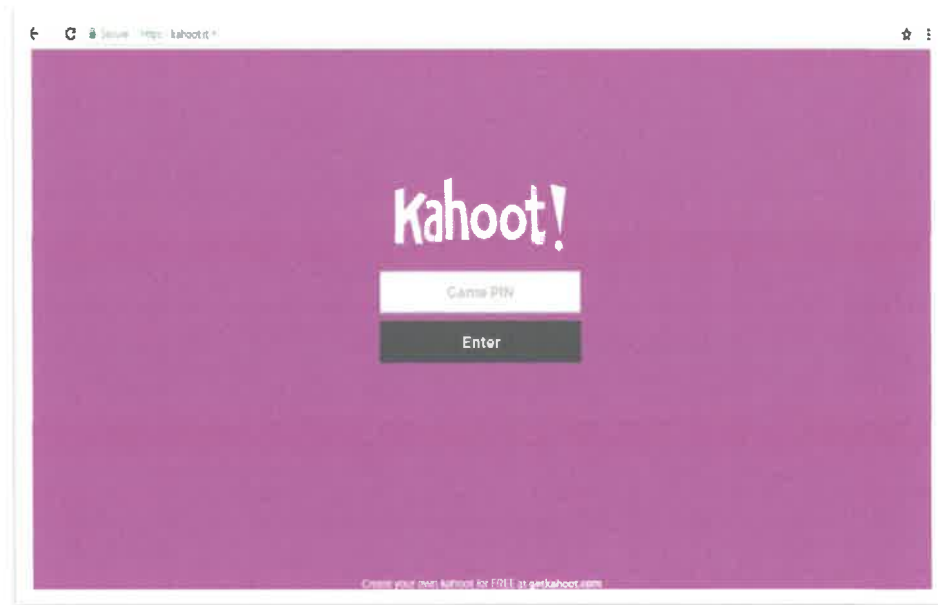 Secure https kahoot.it
Kahoot!
Game PIN
Enter
Create your own kahoot for FREE at getkahoot.com